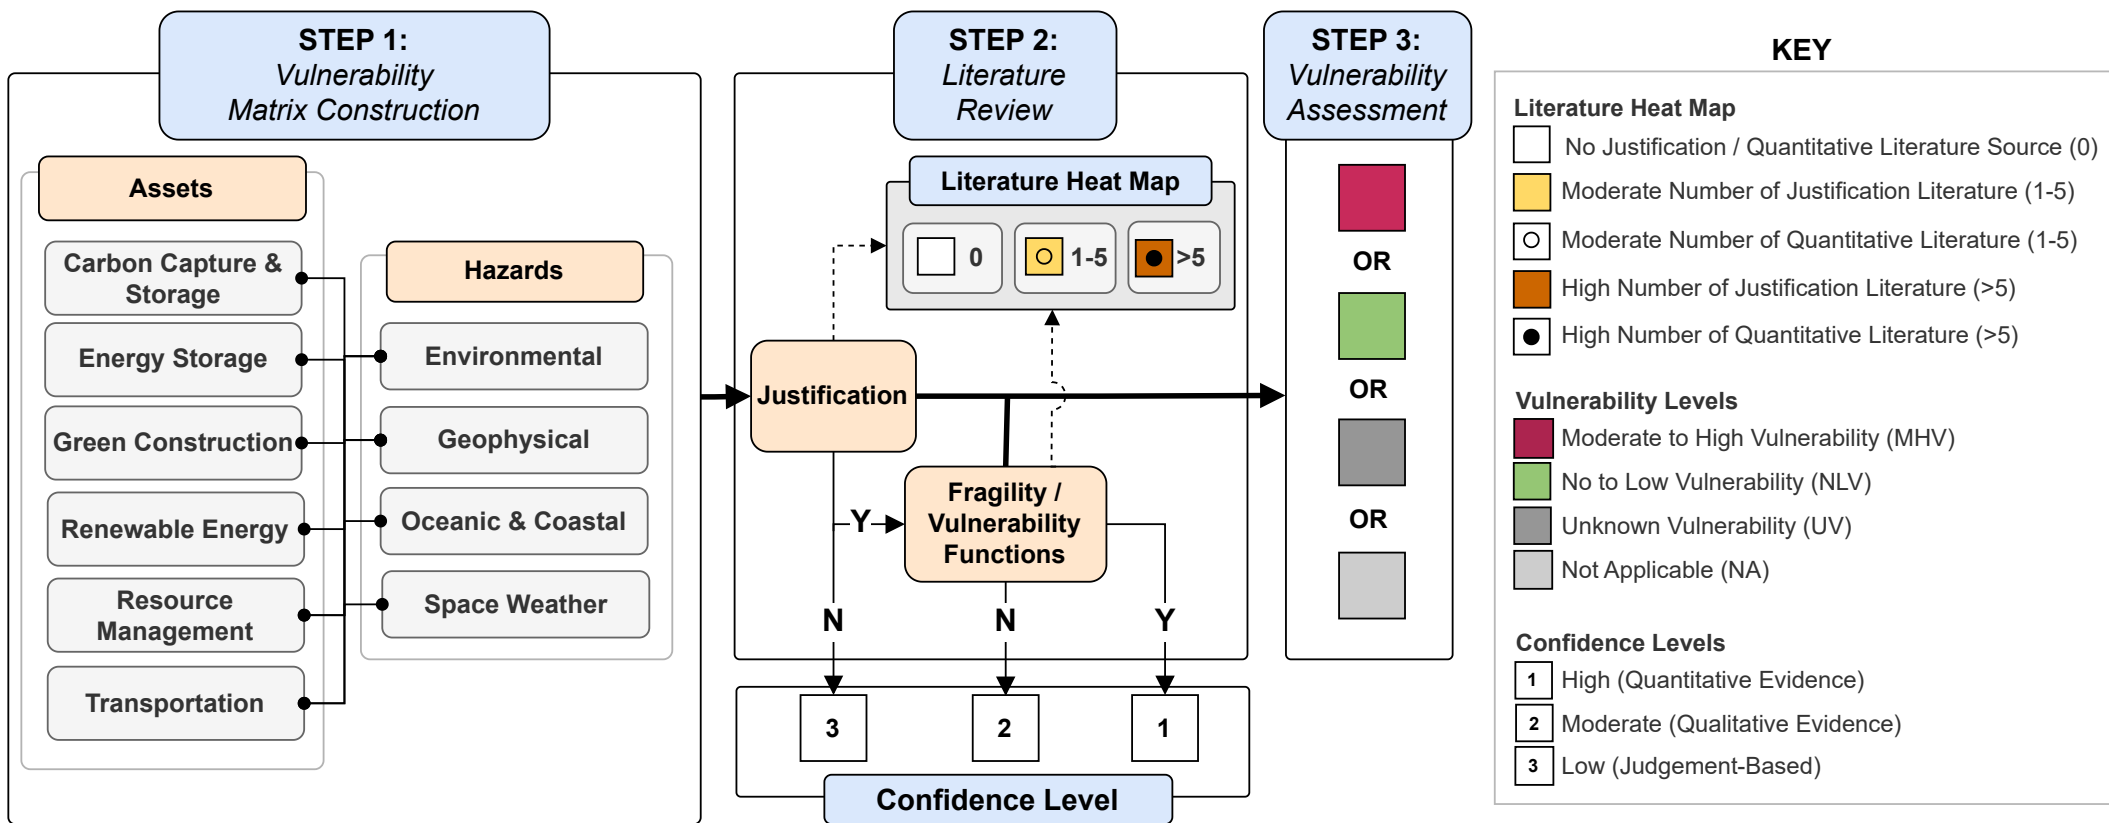 STEP 1:
Vulnerability
Matrix Construction
Assets
Carbon Capture &
Storage
Energy Storage
Green Construction
Renewable Energy
Resource
Management
Transportation
Hazards
Environmental
Geophysical
Oceanic & Coastal
Space Weather
STEP 2:
Literature
Review
Literature Heat Map
0
1-5
>5
Justification
Y
Fragility /
Vulnerability
Functions
N
N
Y
3
2
1
Confidence Level
STEP 3:
Vulnerability
Assessment
OR
OR
OR
KEY
Literature Heat Map
No Justification / Quantitative Literature Source (0)
Moderate Number of Justification Literature (1-5)
Moderate Number of Quantitative Literature (1-5)
High Number of Justification Literature (>5)
High Number of Quantitative Literature (>5)
Vulnerability Levels
Moderate to High Vulnerability (MHV)
No to Low Vulnerability (NLV)
Unknown Vulnerability (UV)
Not Applicable (NA)
Confidence Levels
1 High (Quantitative Evidence)
2 Moderate (Qualitative Evidence)
3 Low (Judgement-Based)